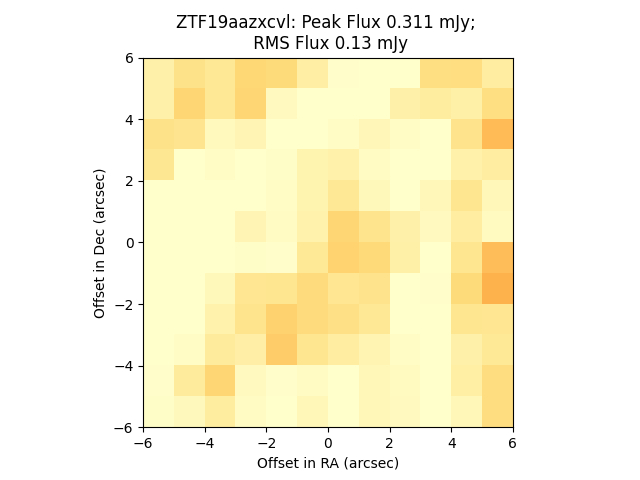 ZTF19aazxcvl: Peak Flux 0.311 mJy;
RMS Flux 0.13 mJy
6
4
2
0
−2
−4
−6
Offset in Dec (arcsec)
−6 −4 −2 0 2 4 6
Offset in RA (arcsec)